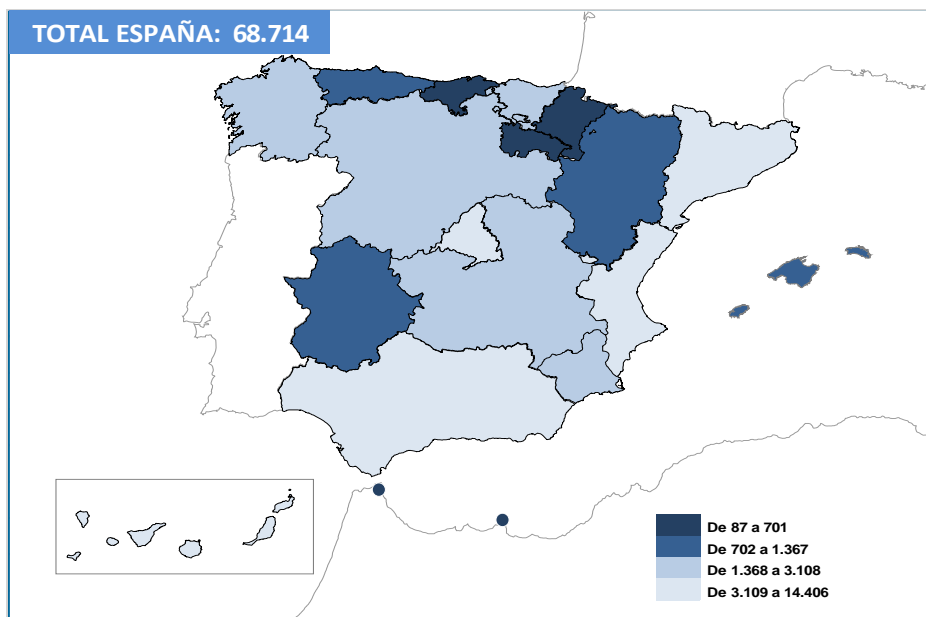 TOTAL ESPAÑA: 68.714
De 87 a 701
De 702 a 1.367
De 1.368 a 3.108
De 3.109 a 14.406